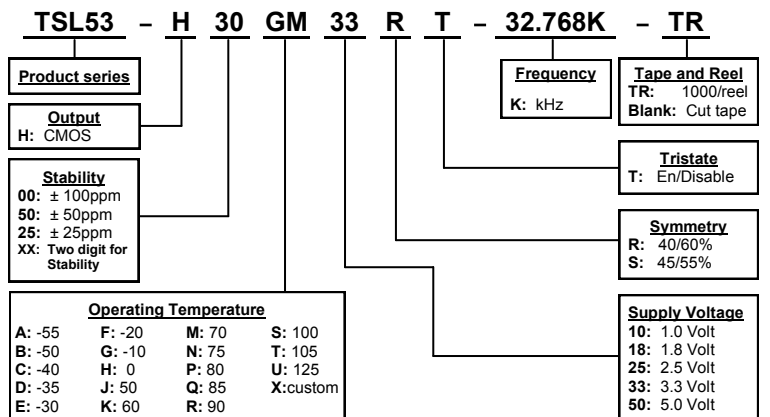 TSL53 – H 30 GM 33 R T – 32.768K – TR
Product series
Output
H: CMOS
Stability
00: ± 100ppm
50: ± 50ppm
25: ± 25ppm
XX: Two digit for
Stability
Operating Temperature
A: -55 F: -20 M: 70 S: 100
B: -50 G: -10 N: 75 T: 105
C: -40 H: 0 P: 80 U: 125
D: -35 J: 50 Q: 85 X:custom
E: -30 K: 60 R: 90
Frequency
K: kHz
Tape and Reel
TR: 1000/reel
Blank: Cut tape
Tristate
T: En/Disable
Symmetry
R: 40/60%
S: 45/55%
Supply Voltage
10: 1.0 Volt
18: 1.8 Volt
25: 2.5 Volt
33: 3.3 Volt
50: 5.0 Volt